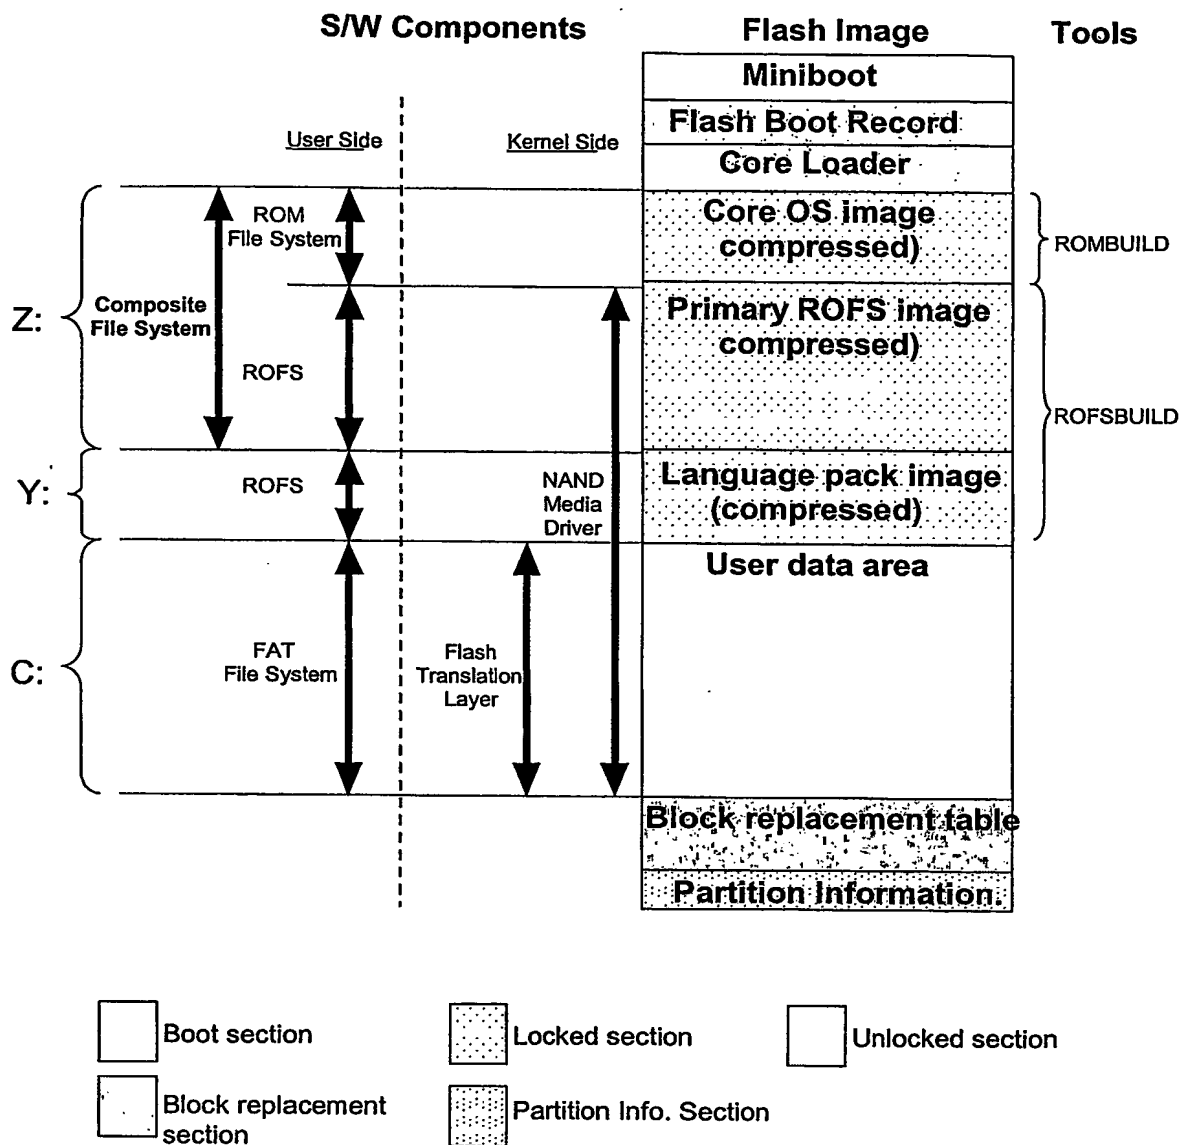 S/W Components
Flash Image
Tools
Miniboot
Flash Boot Record
Core Loader
User Side
Kernel Side
ROM
File System
Core OS image
compressed)
ROMBUILD
Z:
Composite
File System
ROFS
Primary ROFS image
compressed)
ROFSBUILD
Y:
ROFS
NAND
Media
Driver
Language pack image
(compressed)
User data area
C:
FAT
File System
Flash
Translation
Layer
Block replacement table
Partition Information.
Boot section
Locked section
Unlocked section
Block replacement
section
Partition Info. Section